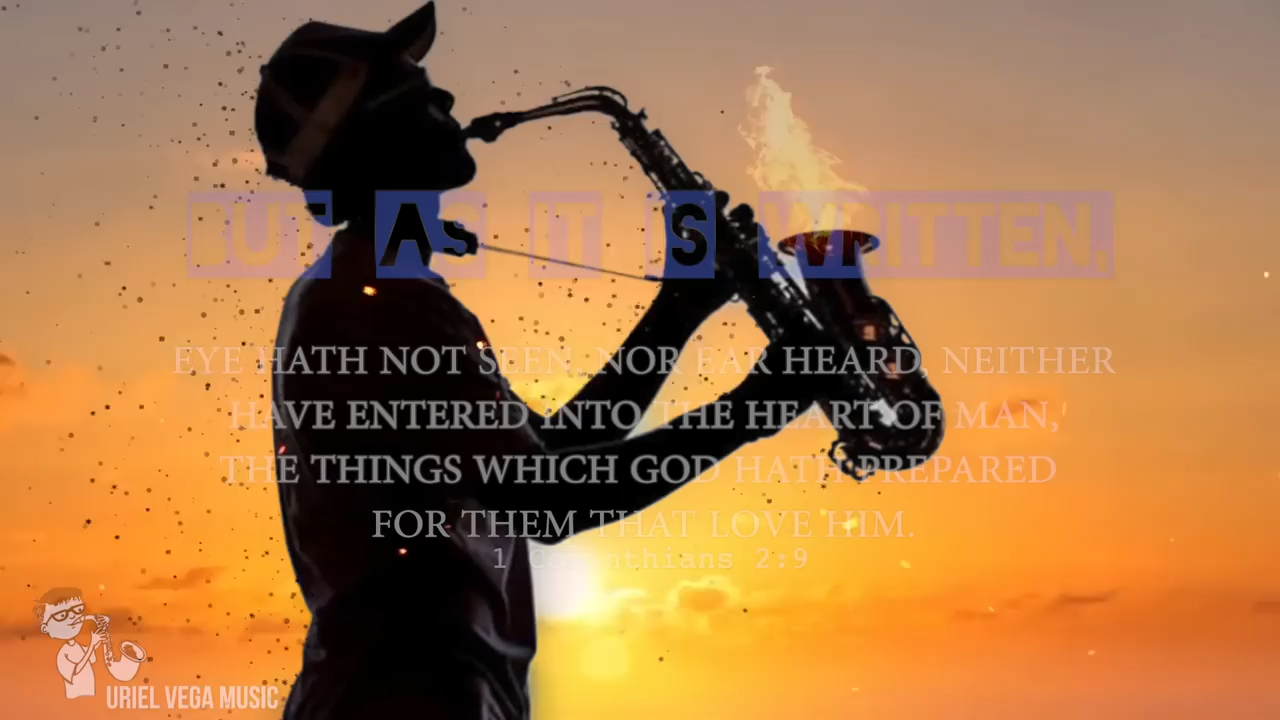 BUT AS IT IS WRITTEN,
EYE HATH NOT SEEN, NOR EAR HEARD, NEITHER
HAVE ENTERED INTO THE HEART OF MAN,
THE THINGS WHICH GOD HATH PREPARED
FOR THEM THAT LOVE HIM.
1 Corinthians 2:9
URIEL VEGA MUSIC